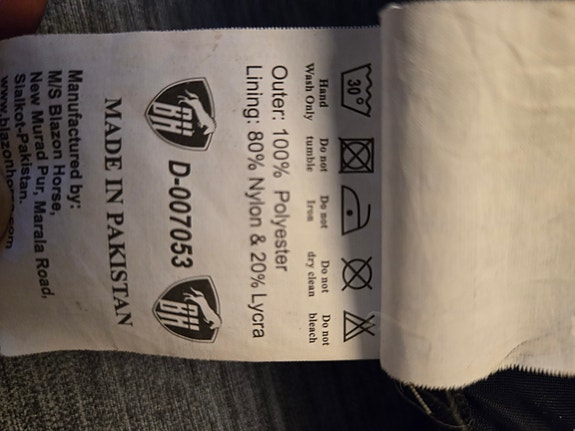 30°
Hand Do not Do not Do not Do not
Wash Only tumble Iron dry clean bleach
Outer: 100% Polyester
Lining: 80% Nylon & 20% Lycra
BH D-007053 BH
MADE IN PAKISTAN
Manufactured by:
M/S Blazon Horse,
New Murad Pur, Marala Road,
Sialkot-Pakistan.